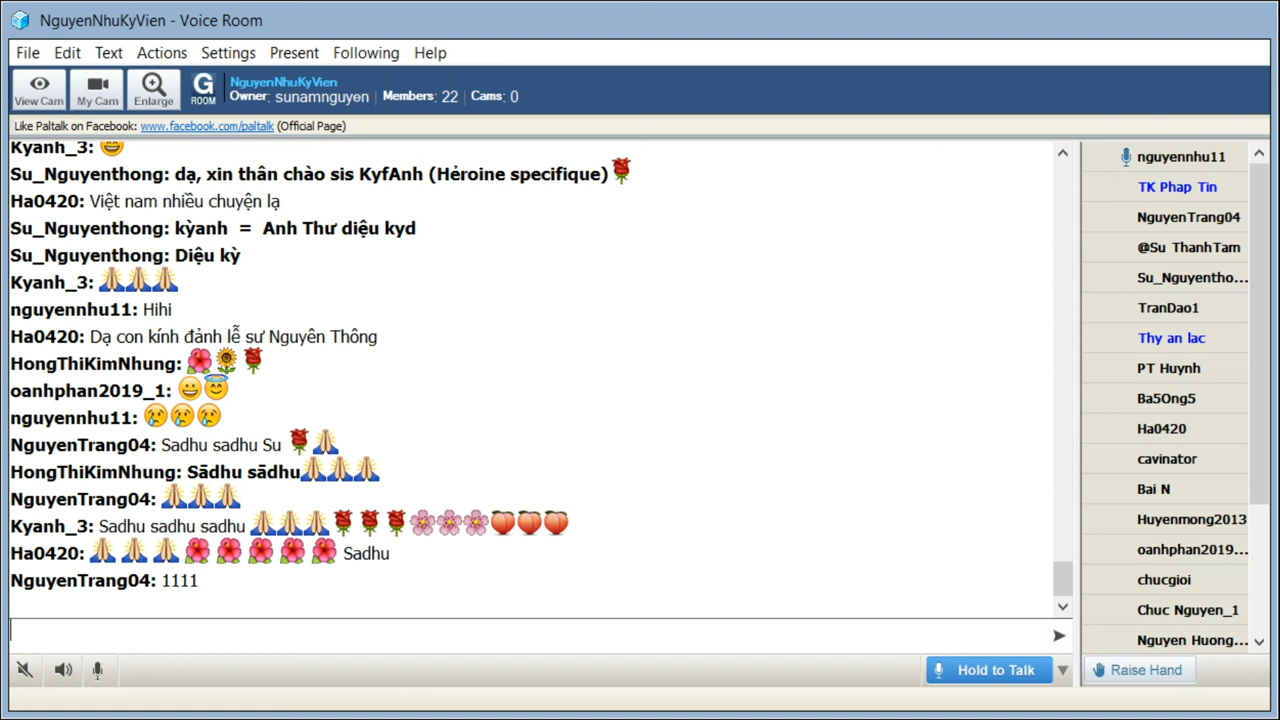 NguyenNhuKyVien - Voice Room
File Edit Text Actions Settings Present Following Help
View Cam My Cam Enlarge G ROOM
NguyenNhuKyVien
Owner: sunamnguyen Members: 22 Cams: 0
Like Paltalk on Facebook: www.facebook.com/paltalk (Official Page)
Kyanh_3: 😄
Su_Nguyenthong: dạ, xin thân chào sis KyfAnh (Hẻroine specifique)🌹
Ha0420: Việt nam nhiều chuyện lạ
Su_Nguyenthong: kỳanh = Anh Thư diệu kyd
Su_Nguyenthong: Diệu kỳ
Kyanh_3: 🙏🙏🙏
nguyennhu11: Hihi
Ha0420: Dạ con kính đảnh lễ sư Nguyên Thông
HongThiKimNhung: 🌺🌻🌹
oanhphan2019_1: 😀😇
nguyennhu11: 😢😢😢
NguyenTrang04: Sadhu sadhu Su 🌹🙏
HongThiKimNhung: Sādhu sādhu🙏🙏🙏
NguyenTrang04: 🙏🙏🙏
Kyanh_3: Sadhu sadhu sadhu 🙏🙏🙏🌹🌹🌹🌸🌸🌸🍑🍑🍑
Ha0420: 🙏🙏🙏🌺🌺🌺🌺🌺 Sadhu
NguyenTrang04: 1111
Hold to Talk
nguyennhu11
TK Phap Tin
NguyenTrang04
@Su ThanhTam
Su_Nguyentho...
TranDao1
Thy an lac
PT Huynh
Ba5Ong5
Ha0420
cavinator
Bai N
Huyenmong2013
oanhphan2019...
chucgioi
Chuc Nguyen_1
Nguyen Huong...
Raise Hand